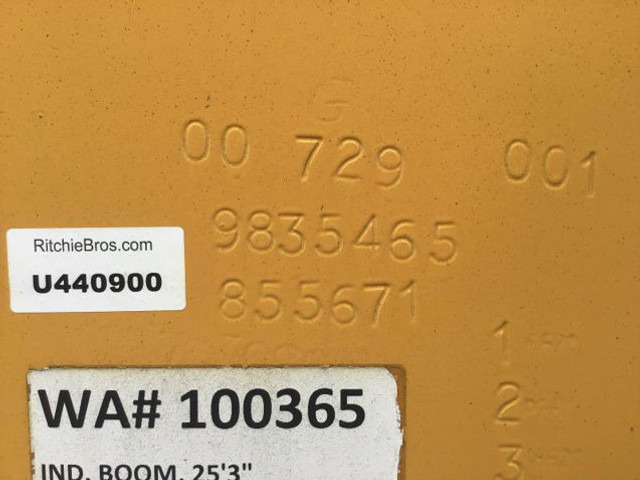 00 729 001
9835465
855671
RitchieBros.com
U440900
1
2
3
WA# 100365
IND. BOOM, 25'3"